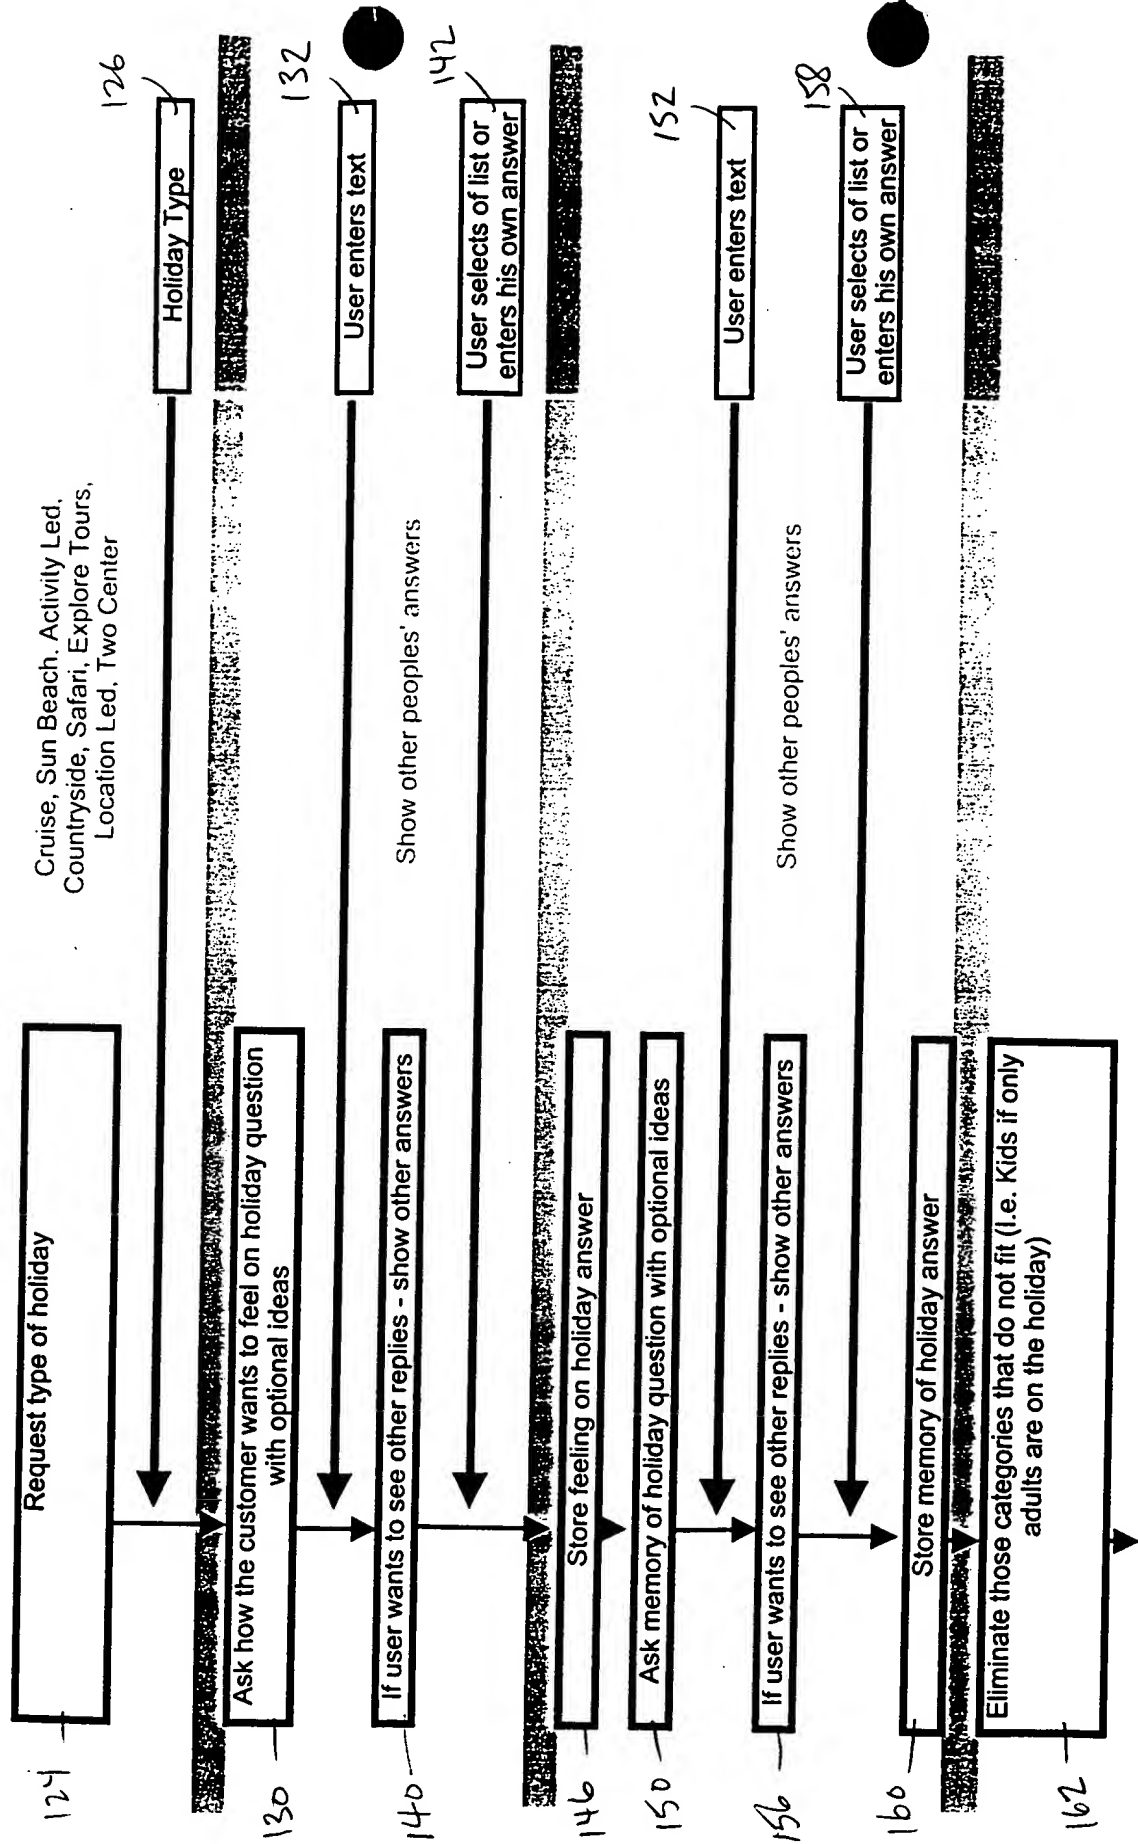 124
Request type of holiday
Cruise, Sun Beach, Activity Led,
Countryside, Safari, Explore Tours,
Location Led, Two Center
126
Holiday Type
130
Ask how the customer wants to feel on holiday question
with optional ideas
132
User enters text
140
If user wants to see other replies - show other answers
Show other peoples' answers
142
User selects of list or
enters his own answer
146
Store feeling on holiday answer
150
Ask memory of holiday question with optional ideas
152
User enters text
156
If user wants to see other replies - show other answers
Show other peoples' answers
158
User selects of list or
enters his own answer
160
Store memory of holiday answer
162
Eliminate those categories that do not fit (I.e. Kids if only
adults are on the holiday)